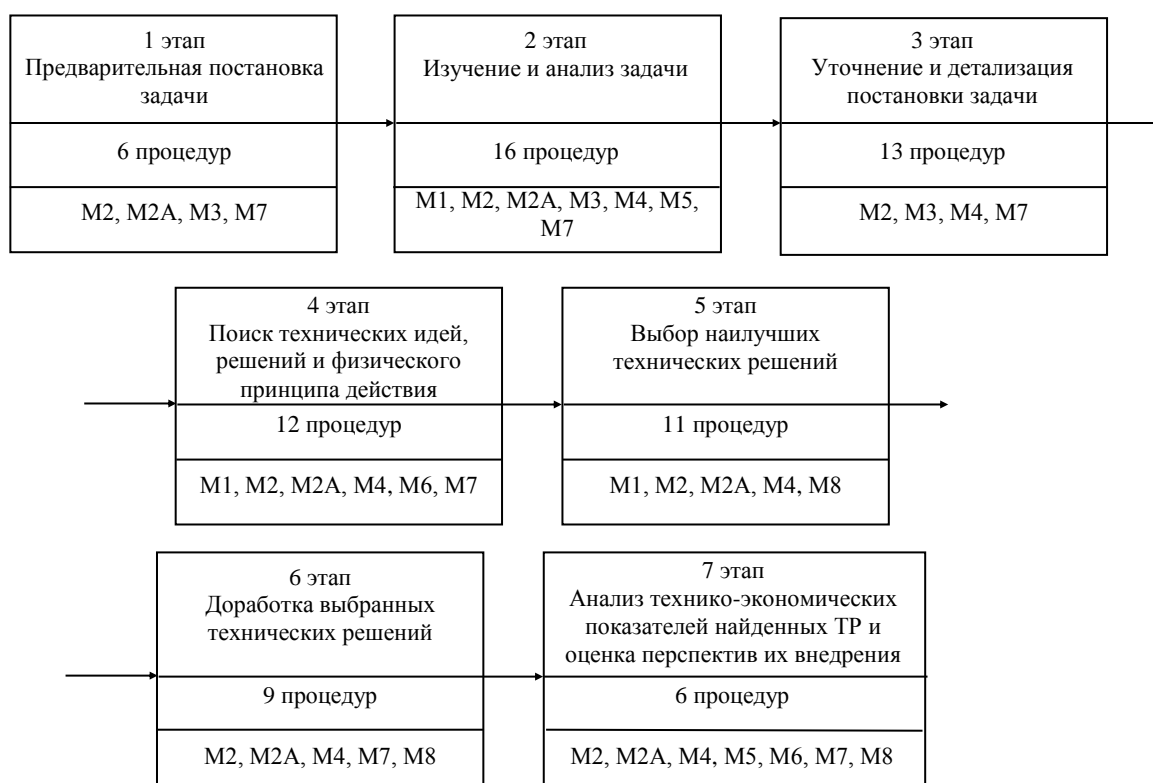 1 этап
Предварительная постановка
задачи
6 процедур
М2, М2А, М3, М7
2 этап
Изучение и анализ задачи
16 процедур
М1, М2, М2А, М3, М4, М5,
М7
3 этап
Уточнение и детализация
постановки задачи
13 процедур
М2, М3, М4, М7
4 этап
Поиск технических идей,
решений и физического
принципа действия
12 процедур
М1, М2, М2А, М4, М6, М7
5 этап
Выбор наилучших
технических решений
11 процедур
М1, М2, М2А, М4, М8
6 этап
Доработка выбранных
технических решений
9 процедур
М2, М2А, М4, М7, М8
7 этап
Анализ технико-экономических
показателей найденных ТР и
оценка перспектив их внедрения
6 процедур
М2, М2А, М4, М5, М6, М7, М8